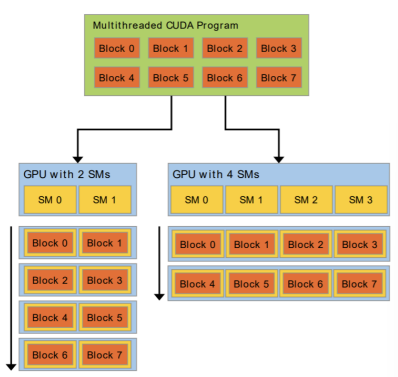 Multithreaded CUDA Program
Block 0 Block 1 Block 2 Block 3
Block 4 Block 5 Block 6 Block 7
GPU with 2 SMs
SM 0 SM 1
Block 0 Block 1
Block 2 Block 3
Block 4 Block 5
Block 6 Block 7
GPU with 4 SMs
SM 0 SM 1 SM 2 SM 3
Block 0 Block 1 Block 2 Block 3
Block 4 Block 5 Block 6 Block 7